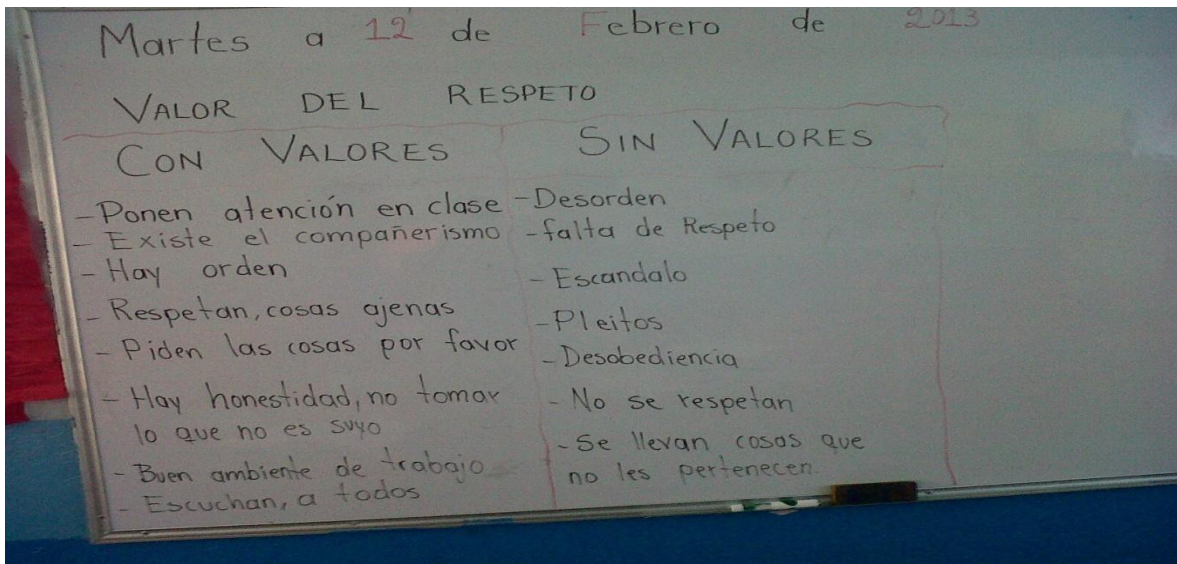 Martes a 12 de Febrero de 2013
VALOR DEL RESPETO
CON VALORES
- Ponen atención en clase
- Existe el compañerismo
- Hay orden
- Respetan, cosas ajenas
- Piden las cosas por favor
- Hay honestidad, no tomar
lo que no es suyo
- Buen ambiente de trabajo
- Escuchan, a todos
SIN VALORES
- Desorden
- falta de Respeto
- Escandalo
- Pleitos
- Desobediencia
- No se respetan
- Se llevan cosas que
no les pertenecen.